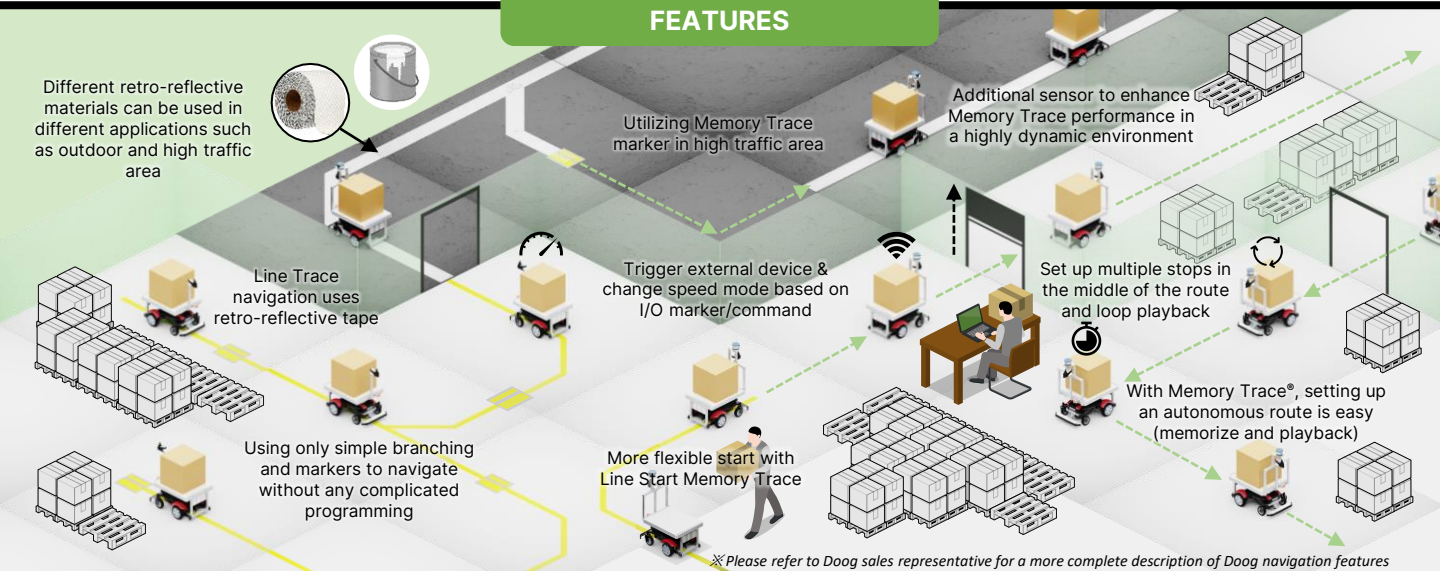 FEATURES
Different retro-reflective
materials can be used in
different applications such
as outdoor and high traffic
area
Utilizing Memory Trace
marker in high traffic area
Additional sensor to enhance
Memory Trace performance in
a highly dynamic environment
Line Trace
navigation uses
retro-reflective tape
Trigger external device &
change speed mode based on
I/O marker/command
Set up multiple stops in
the middle of the route
and loop playback
With Memory Trace®, setting up
an autonomous route is easy
(memorize and playback)
Using only simple branching
and markers to navigate
without any complicated
programming
More flexible start with
Line Start Memory Trace
※ Please refer to Doog sales representative for a more complete description of Doog navigation features